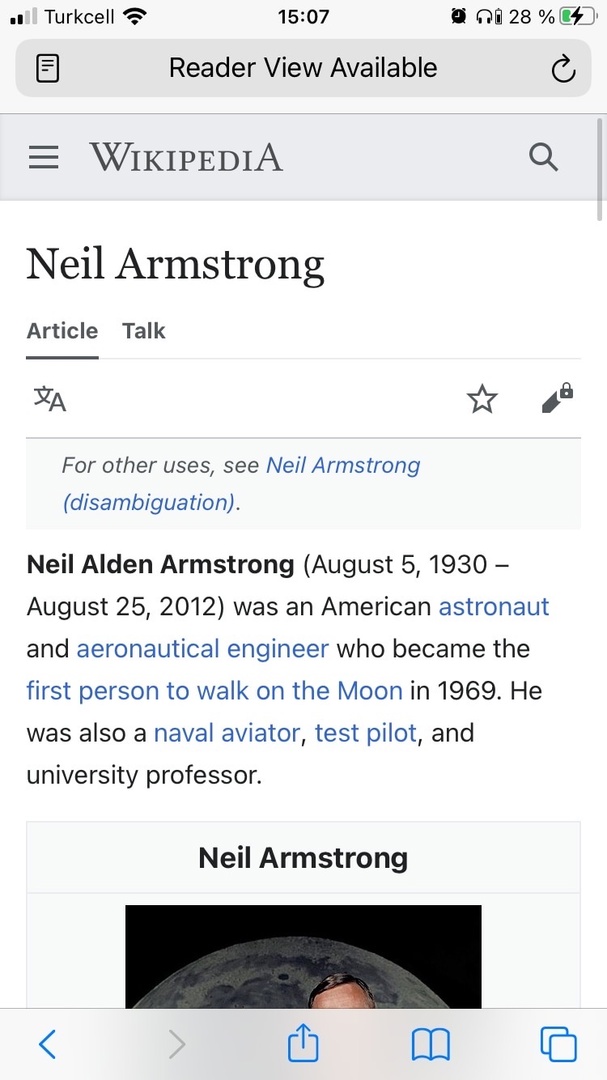 Turkcell 15:07 28 %
Reader View Available
WIKIPEDIA
Neil Armstrong
Article Talk
文A
For other uses, see Neil Armstrong
(disambiguation).
Neil Alden Armstrong (August 5, 1930 –
August 25, 2012) was an American astronaut
and aeronautical engineer who became the
first person to walk on the Moon in 1969. He
was also a naval aviator, test pilot, and
university professor.
Neil Armstrong